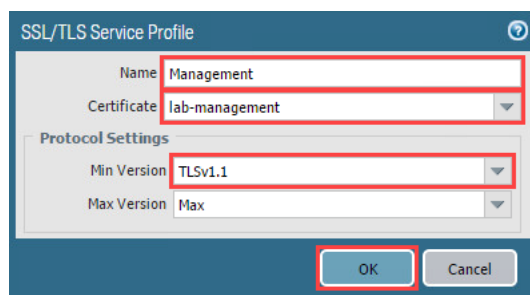 SSL/TLS Service Profile
Name Management
Certificate lab-management
Protocol Settings
Min Version TLSv1.1
Max Version Max
OK Cancel